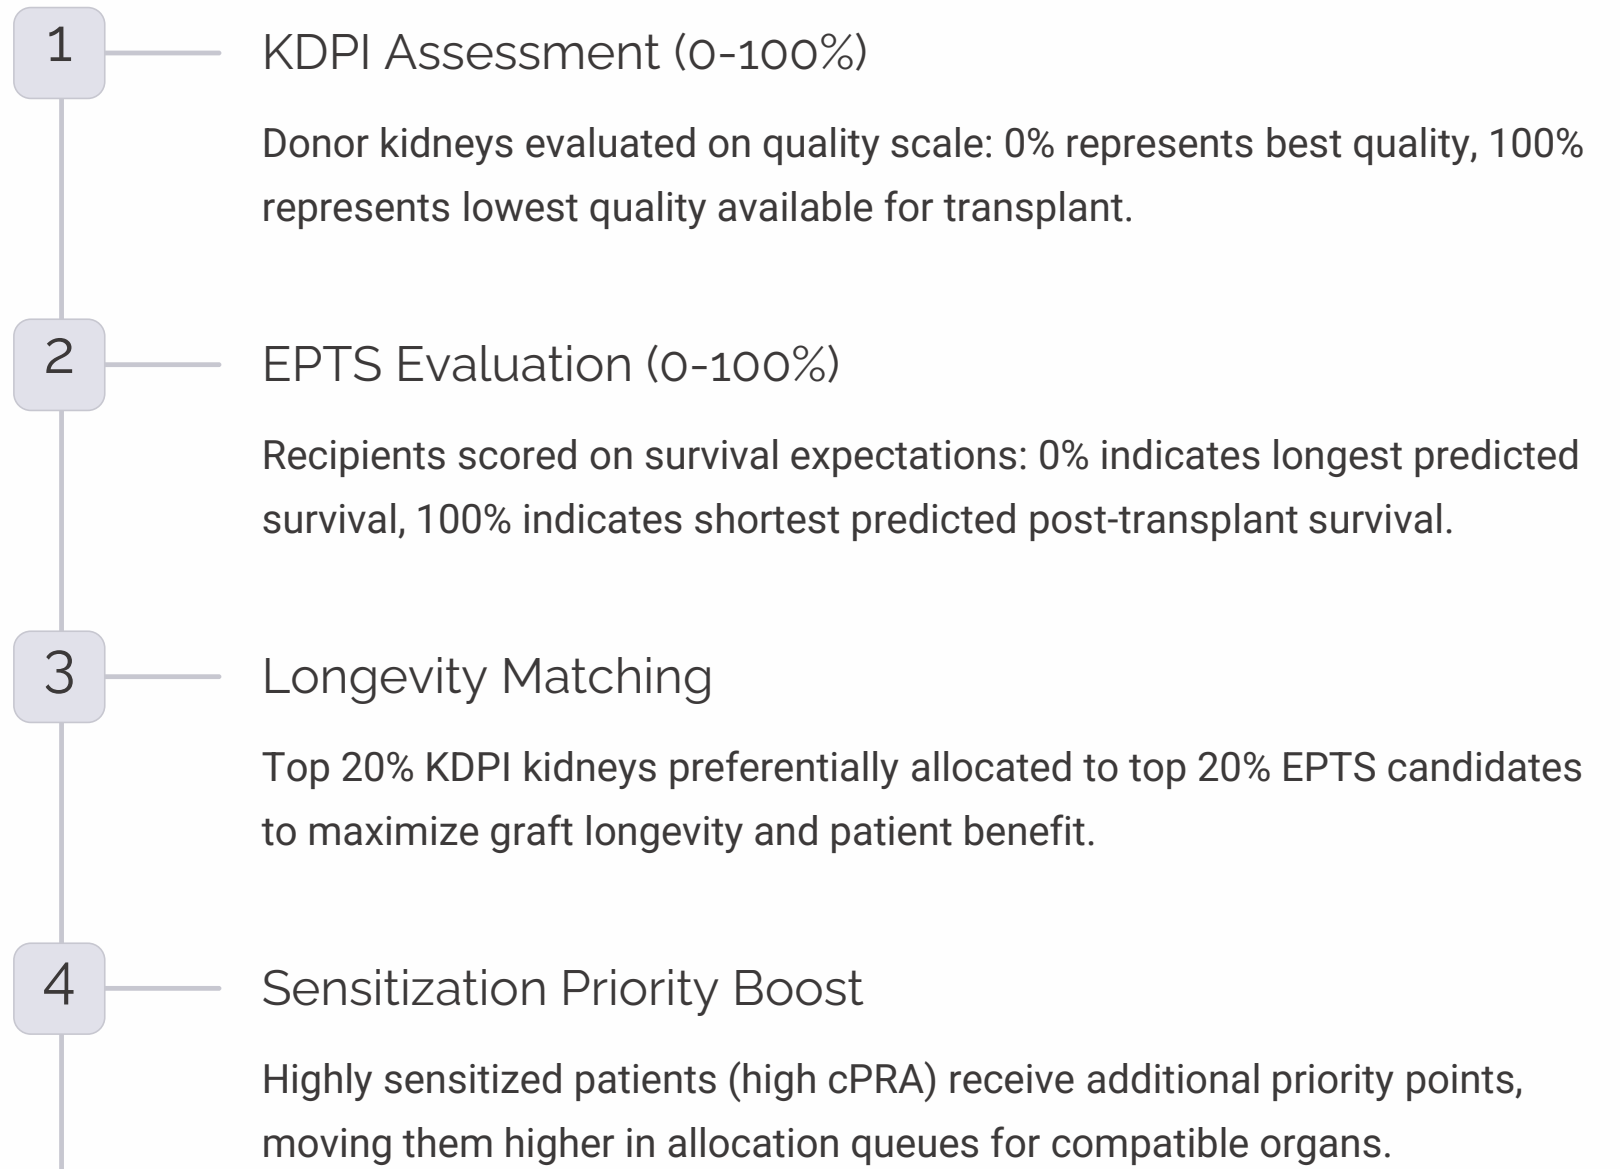 1
KDPI Assessment (0-100%)
Donor kidneys evaluated on quality scale: 0% represents best quality, 100%
represents lowest quality available for transplant.
2
EPTS Evaluation (0-100%)
Recipients scored on survival expectations: 0% indicates longest predicted
survival, 100% indicates shortest predicted post-transplant survival.
3
Longevity Matching
Top 20% KDPI kidneys preferentially allocated to top 20% EPTS candidates
to maximize graft longevity and patient benefit.
4
Sensitization Priority Boost
Highly sensitized patients (high cPRA) receive additional priority points,
moving them higher in allocation queues for compatible organs.